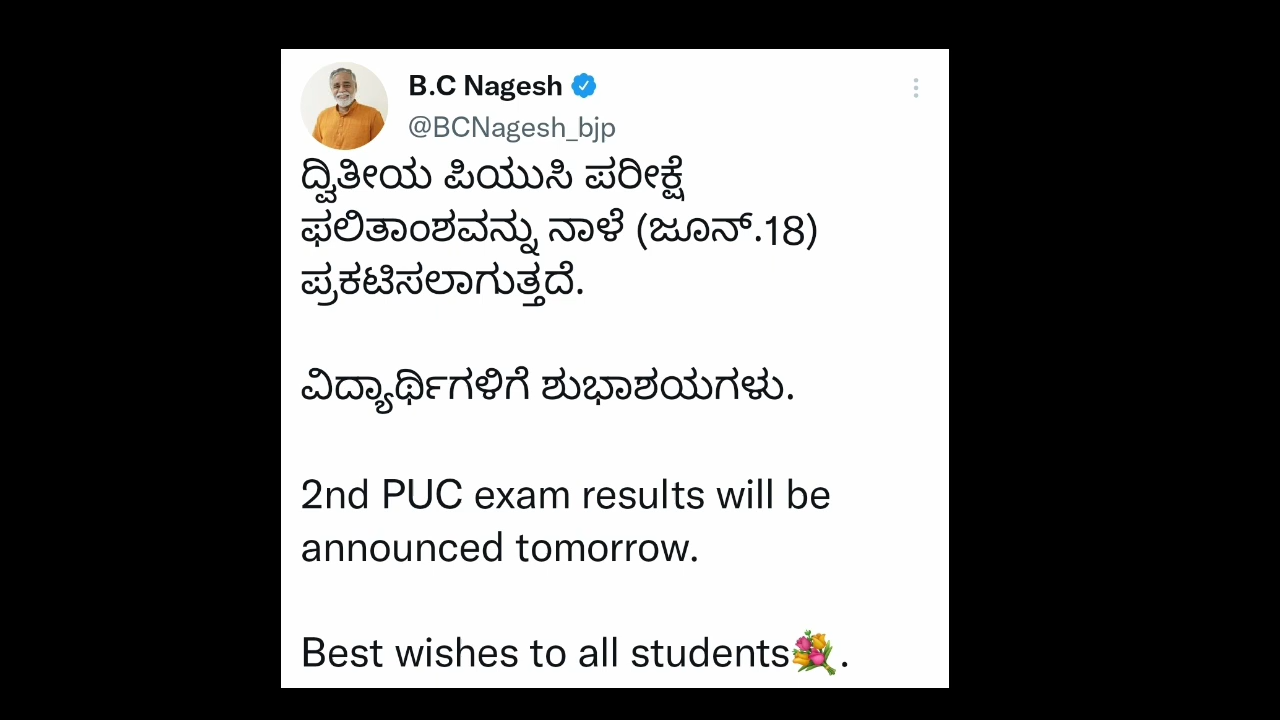 B.C Nagesh
@BCNagesh_bjp
ದ್ವಿತೀಯ ಪಿಯುಸಿ ಪರೀಕ್ಷೆ
ಫಲಿತಾಂಶವನ್ನು ನಾಳೆ (ಜೂನ್.18)
ಪ್ರಕಟಿಸಲಾಗುತ್ತದೆ.
ವಿದ್ಯಾರ್ಥಿಗಳಿಗೆ ಶುಭಾಶಯಗಳು.
2nd PUC exam results will be
announced tomorrow.
Best wishes to all students💐.